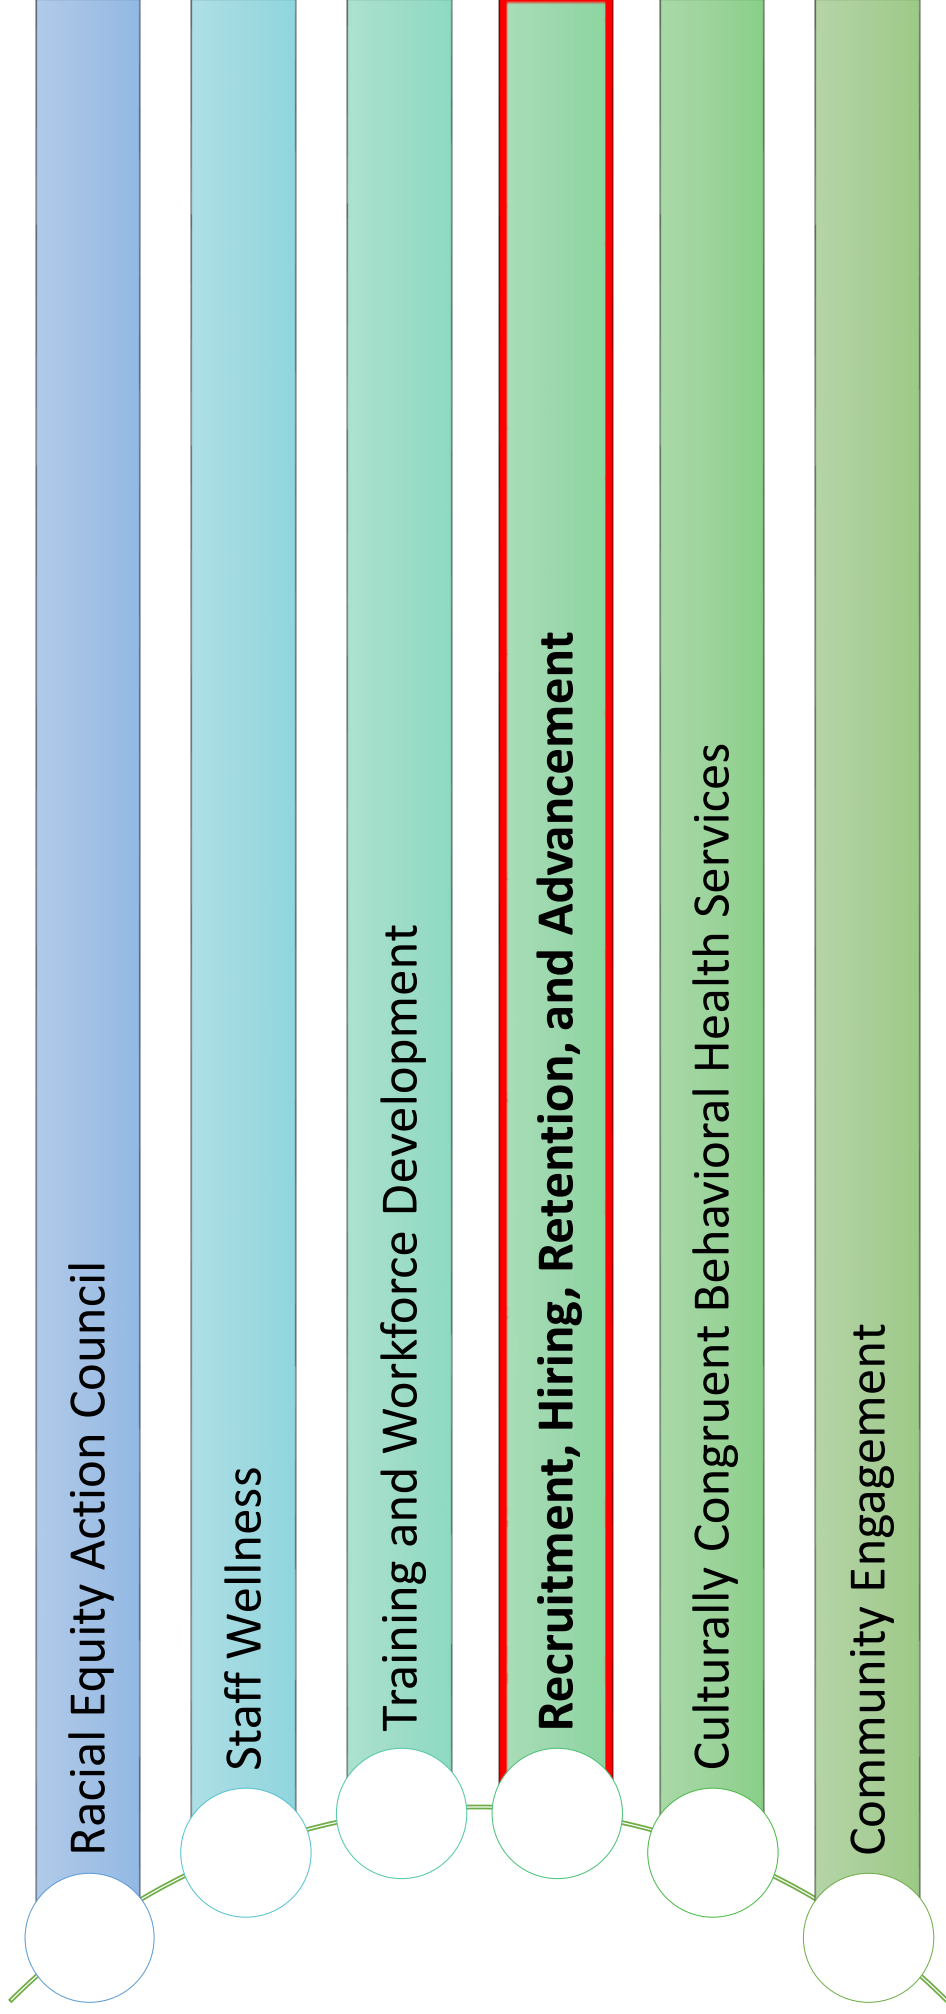 Racial Equity Action Council
Staff Wellness
Training and Workforce Development
Recruitment, Hiring, Retention, and Advancement
Culturally Congruent Behavioral Health Services
Community Engagement